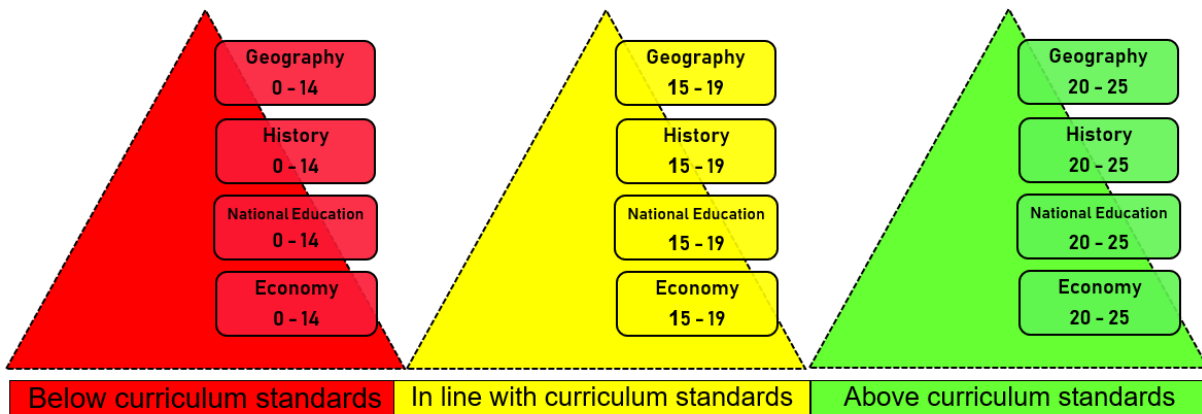 Geography
0 - 14
History
0 - 14
National Education
0 - 14
Economy
0 - 14
Below curriculum standards
Geography
15 - 19
History
15 - 19
National Education
15 - 19
Economy
15 - 19
In line with curriculum standards
Geography
20 - 25
History
20 - 25
National Education
20 - 25
Economy
20 - 25
Above curriculum standards